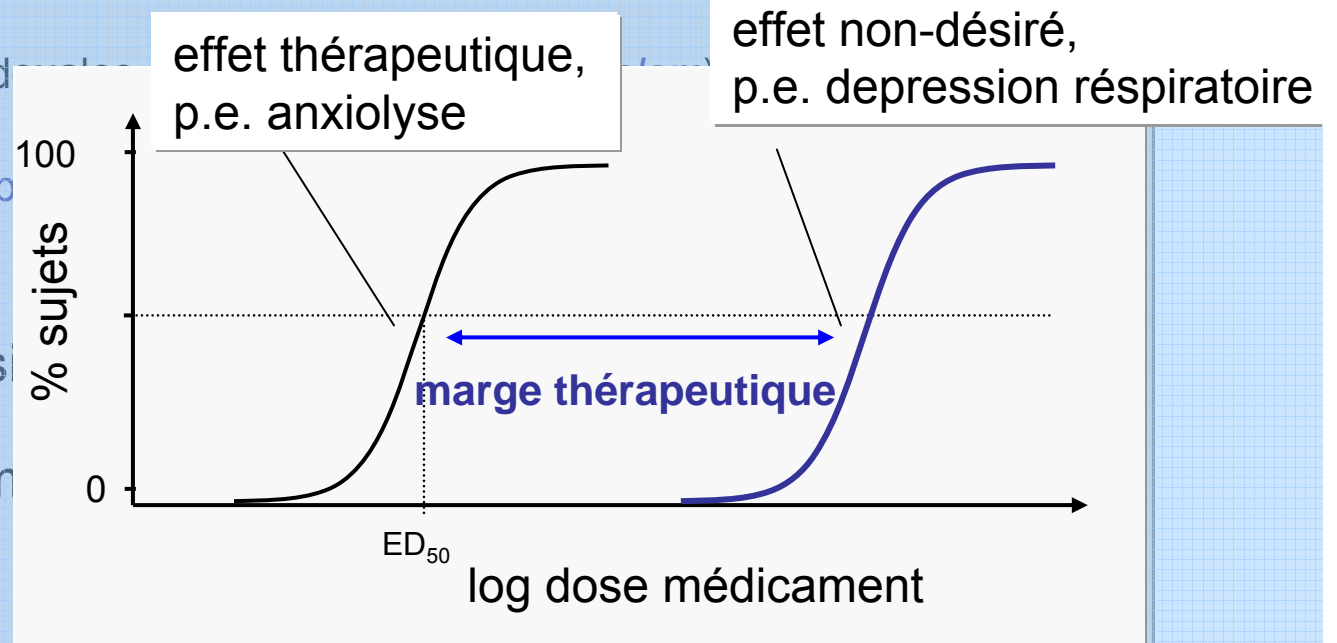 effet thérapeutique,
p.e. anxiolyse
effet non-désiré,
p.e. depression réspiratoire
100
% sujets
marge thérapeutique
0
ED50
log dose médicament